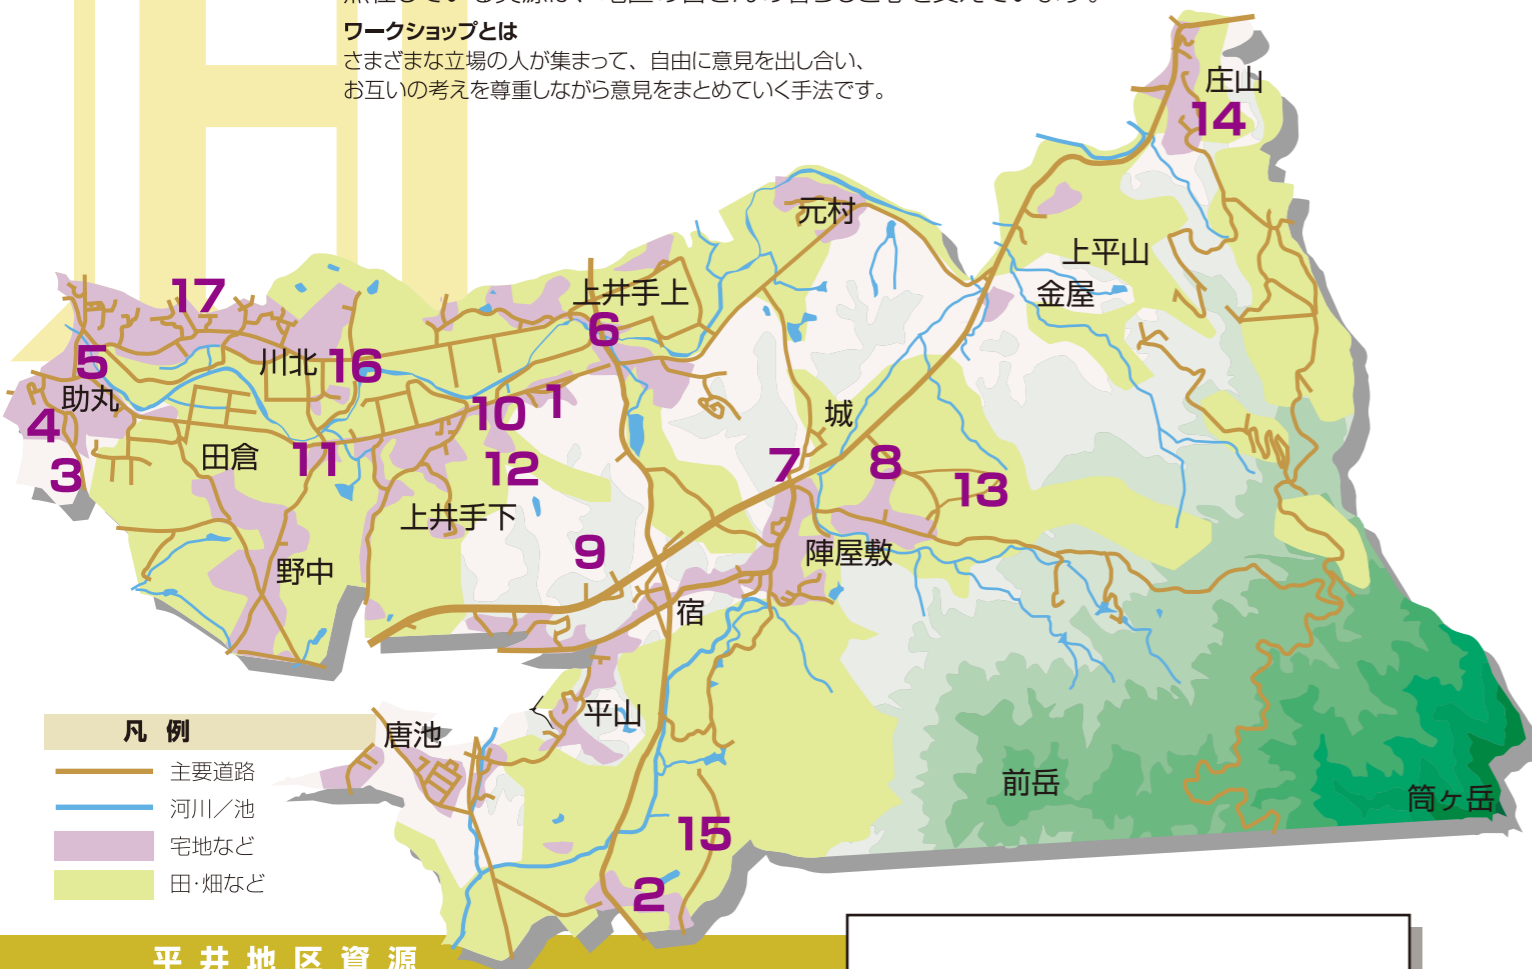 ワークショップとは
さまざまな立場の人が集まって、自由に意見を出し合い、
お互いの考えを尊重しながら意見をまとめていく手法です。
庄山
14
元村
上平山
金屋
上井手上
6
17
川北
16
5
助丸
4
3
田倉
11
10
1
12
上井手下
城
7
8
13
陣屋敷
9
野中
宿
平山
唐池
前岳
筒ヶ岳
15
2
凡 例
主要道路
河川/池
宅地など
田・畑など
平井地区資源